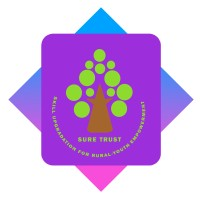 SURE TRUST
SKILL UPGRADATION FOR RURAL-YOUTH EMPOWERMENT